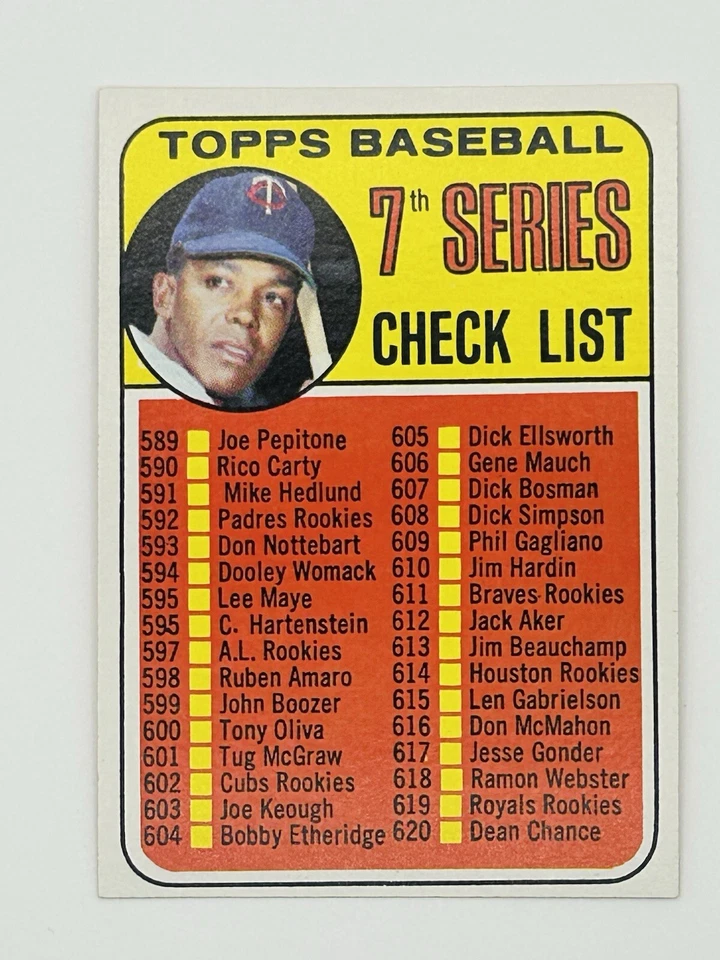 TOPPS BASEBALL
7th SERIES
CHECK LIST
TC
589 Joe Pepitone
590 Rico Carty
591 Mike Hedlund
592 Padres Rookies
593 Don Nottebart
594 Dooley Womack
595 Lee Maye
595 C. Hartenstein
597 A.L. Rookies
598 Ruben Amaro
599 John Boozer
600 Tony Oliva
601 Tug McGraw
602 Cubs Rookies
603 Joe Keough
604 Bobby Etheridge
605 Dick Ellsworth
606 Gene Mauch
607 Dick Bosman
608 Dick Simpson
609 Phil Gagliano
610 Jim Hardin
611 Braves Rookies
612 Jack Aker
613 Jim Beauchamp
614 Houston Rookies
615 Len Gabrielson
616 Don McMahon
617 Jesse Gonder
618 Ramon Webster
619 Royals Rookies
620 Dean Chance